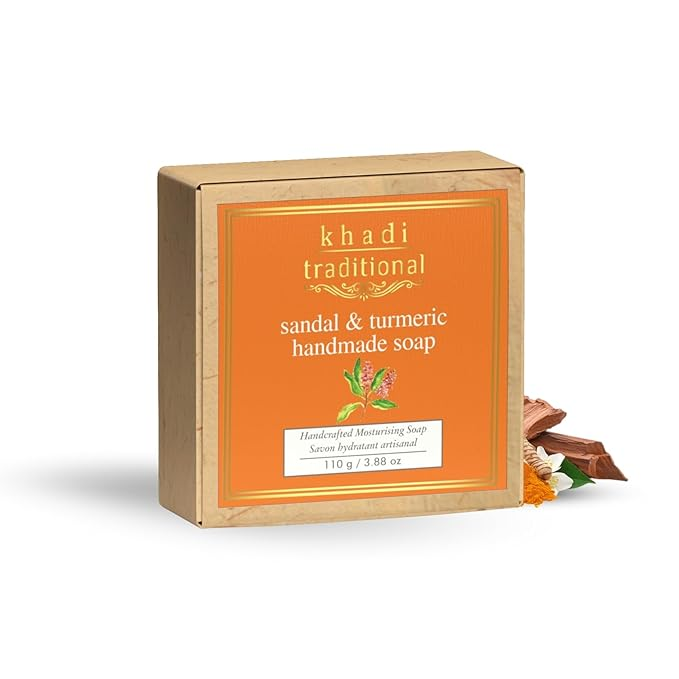 khadi
traditional
sandal & turmeric
handmade soap
Handcrafted Mosturising Soap
Savon hydratant artisanal
110 g / 3.88 oz